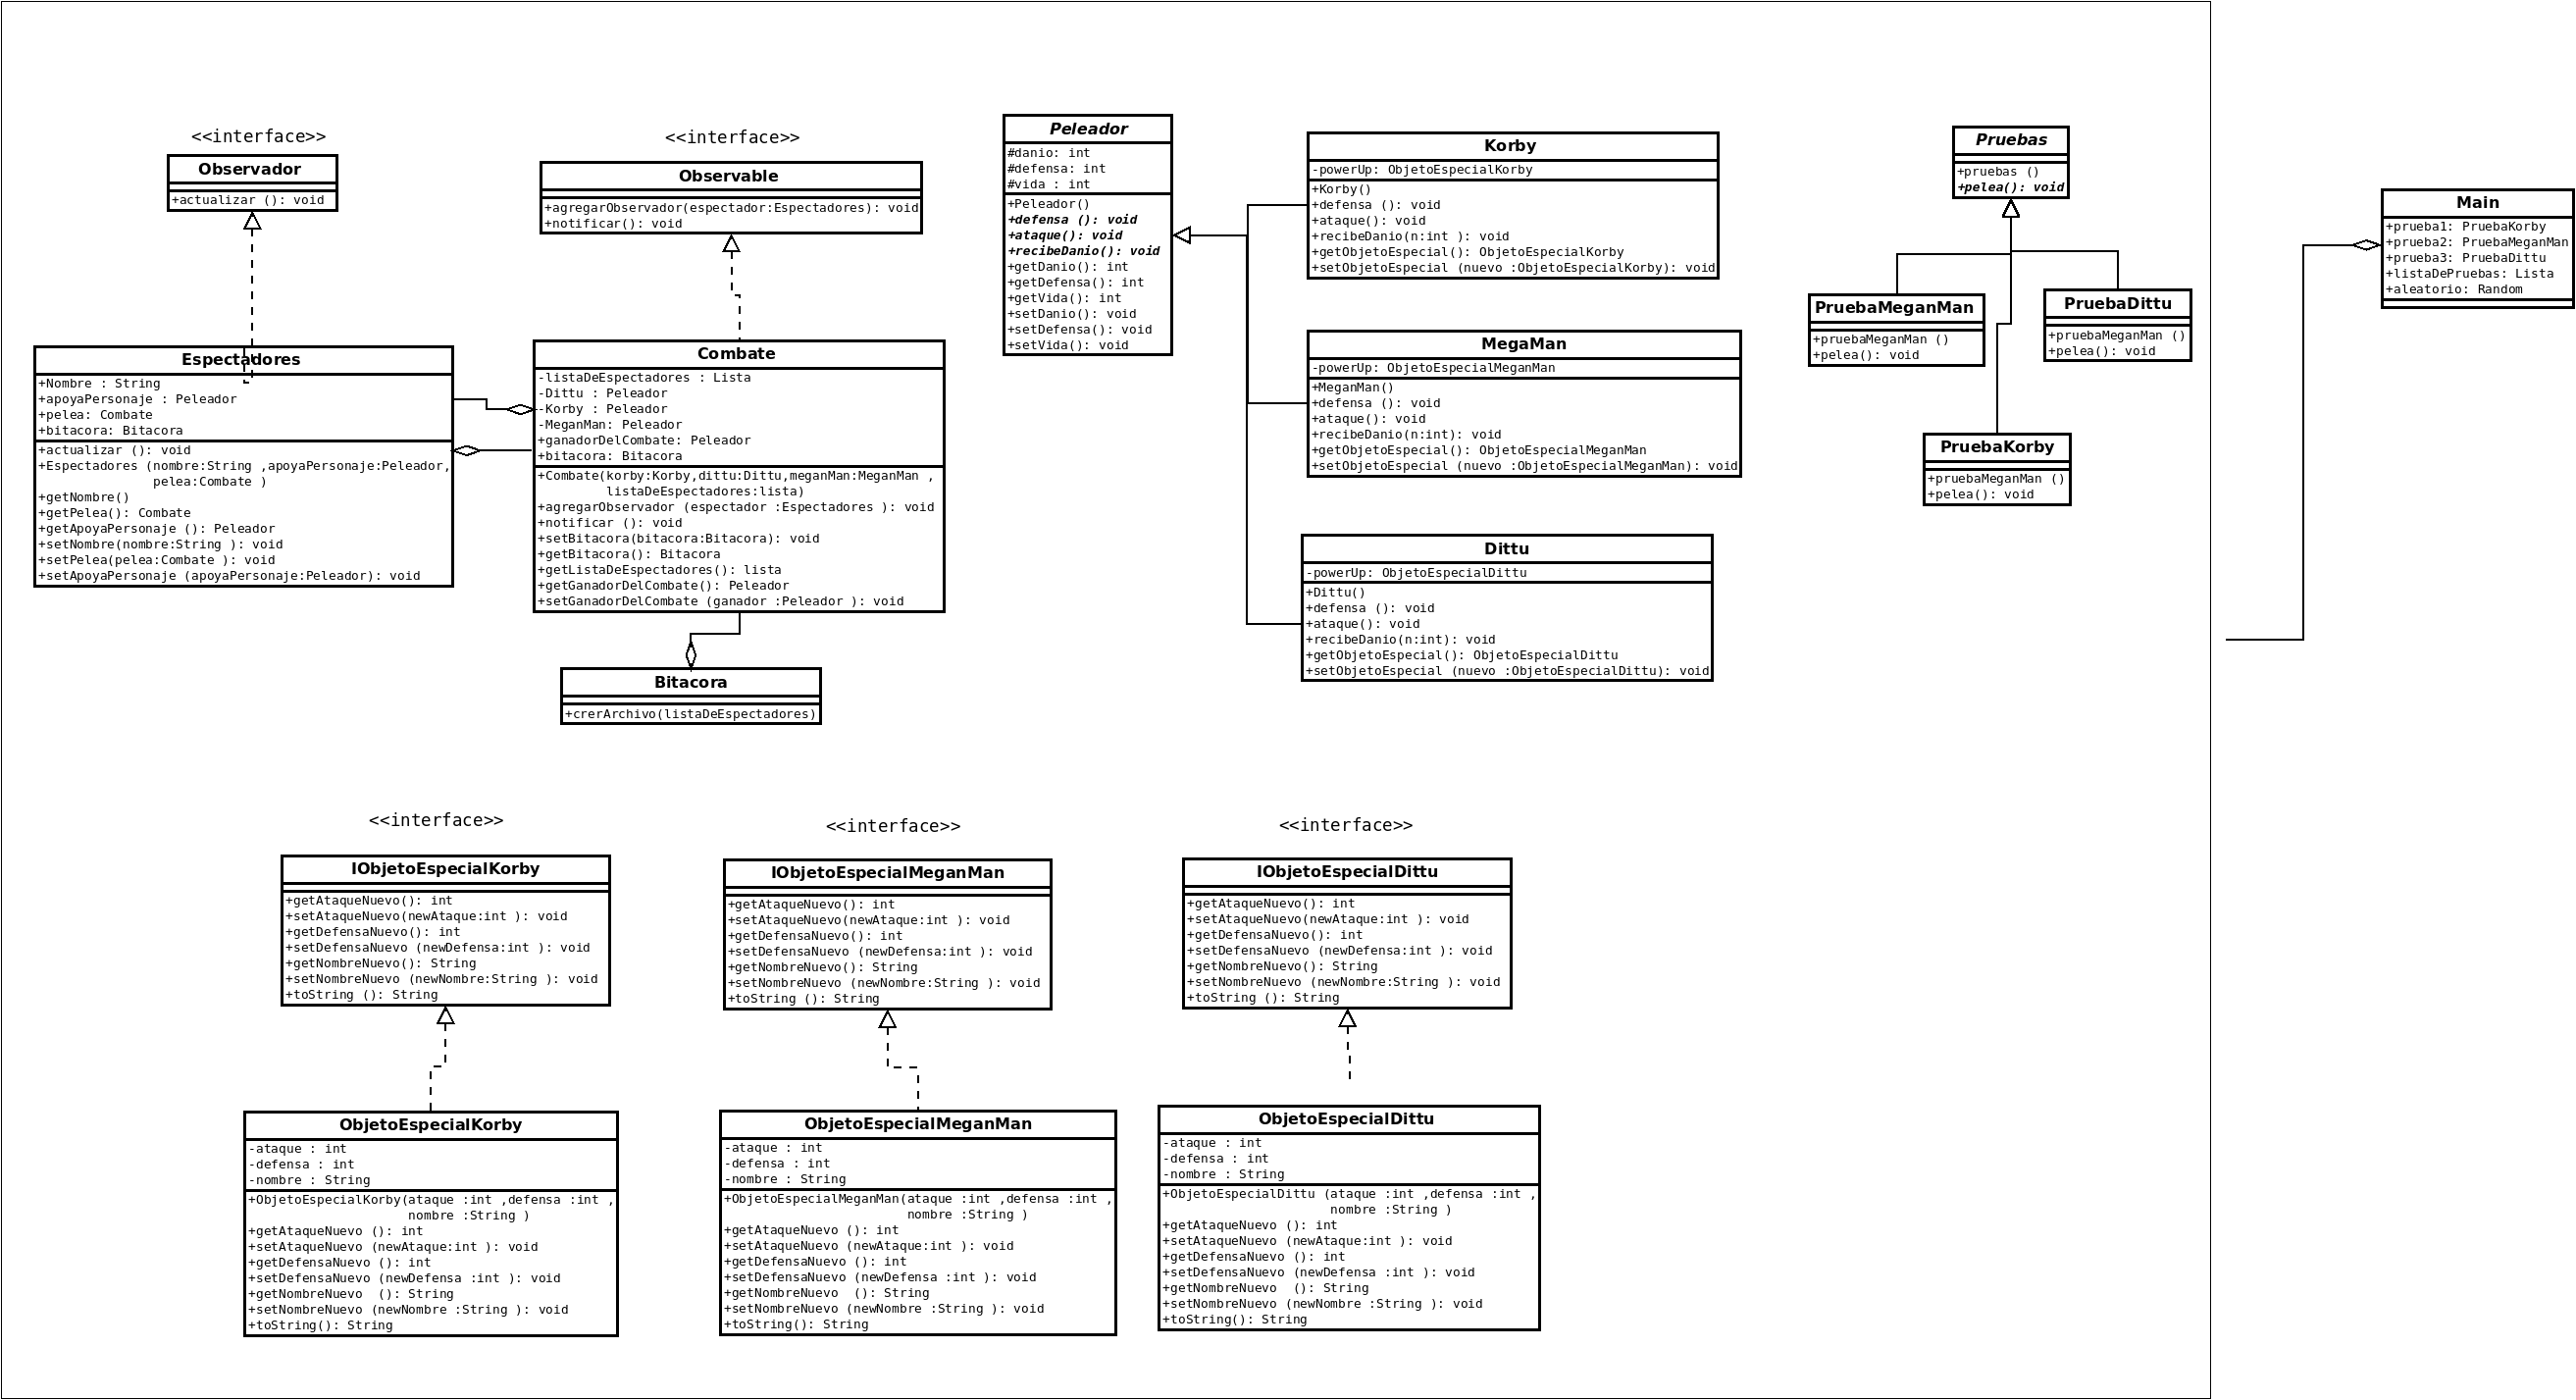 <<interface>>
Observador
+actualizar (): void
<<interface>>
Observable
+agregarObservador(espectador:Espectadores): void
+notificar(): void
Espectadores
+Nombre : String
+apoyaPersonaje : Peleador
+pelea: Combate
+bitacora: Bitacora
+actualizar (): void
+Espectadores (nombre:String ,apoyaPersonaje:Peleador,
pelea:Combate )
+getNombre()
+getPelea(): Combate
+getApoyaPersonaje (): Peleador
+setNombre(nombre:String ): void
+setPelea(pelea:Combate ): void
+setApoyaPersonaje (apoyaPersonaje:Peleador): void
Combate
-listaDeEspectadores : Lista
-Dittu : Peleador
-Korby : Peleador
-MeganMan: Peleador
+ganadorDelCombate: Peleador
+bitacora: Bitacora
+Combate(korby:Korby,dittu:Dittu,meganMan:MeganMan ,
listaDeEspectadores:lista)
+agregarObservador (espectador :Espectadores ): void
+notificar (): void
+setBitacora(bitacora:Bitacora): void
+getBitacora(): Bitacora
+getListaDeEspectadores(): lista
+getGanadorDelCombate(): Peleador
+setGanadorDelCombate (ganador :Peleador ): void
Bitacora
+crerArchivo(listaDeEspectadores)
Peleador
#danio: int
#defensa: int
#vida : int
+Peleador()
+defensa (): void
+ataque(): void
+recibeDanio(): void
+getDanio(): int
+getDefensa(): int
+getVida(): int
+setDanio(): void
+setDefensa(): void
+setVida(): void
Korby
-powerUp: ObjetoEspecialKorby
+Korby()
+defensa (): void
+ataque(): void
+recibeDanio(n:int ): void
+getObjetoEspecial(): ObjetoEspecialKorby
+setObjetoEspecial (nuevo :ObjetoEspecialKorby): void
MegaMan
-powerUp: ObjetoEspecialMeganMan
+MeganMan()
+defensa (): void
+ataque(): void
+recibeDanio(n:int): void
+getObjetoEspecial(): ObjetoEspecialMeganMan
+setObjetoEspecial (nuevo :ObjetoEspecialMeganMan): void
Dittu
-powerUp: ObjetoEspecialDittu
+Dittu()
+defensa (): void
+ataque(): void
+recibeDanio(n:int): void
+getObjetoEspecial(): ObjetoEspecialDittu
+setObjetoEspecial (nuevo :ObjetoEspecialDittu): void
Pruebas
+pruebas ()
+pelea(): void
PruebaMeganMan
+pruebaMeganMan ()
+pelea(): void
PruebaDittu
+pruebaMeganMan ()
+pelea(): void
PruebaKorby
+pruebaMeganMan ()
+pelea(): void
Main
+prueba1: PruebaKorby
+prueba2: PruebaMeganMan
+prueba3: PruebaDittu
+listaDePruebas: Lista
+aleatorio: Random
<<interface>>
IObjetoEspecialKorby
+getAtaqueNuevo(): int
+setAtaqueNuevo(newAtaque:int ): void
+getDefensaNuevo(): int
+setDefensaNuevo (newDefensa:int ): void
+getNombreNuevo(): String
+setNombreNuevo (newNombre:String ): void
+toString (): String
<<interface>>
IObjetoEspecialMeganMan
+getAtaqueNuevo(): int
+setAtaqueNuevo(newAtaque:int ): void
+getDefensaNuevo(): int
+setDefensaNuevo (newDefensa:int ): void
+getNombreNuevo(): String
+setNombreNuevo (newNombre:String ): void
+toString (): String
<<interface>>
IObjetoEspecialDittu
+getAtaqueNuevo(): int
+setAtaqueNuevo(newAtaque:int ): void
+getDefensaNuevo(): int
+setDefensaNuevo (newDefensa:int ): void
+getNombreNuevo(): String
+setNombreNuevo (newNombre:String ): void
+toString (): String
ObjetoEspecialKorby
-ataque : int
-defensa : int
-nombre : String
+ObjetoEspecialKorby(ataque :int ,defensa :int ,
nombre :String )
+getAtaqueNuevo (): int
+setAtaqueNuevo (newAtaque:int ): void
+getDefensaNuevo (): int
+setDefensaNuevo (newDefensa :int ): void
+getNombreNuevo  (): String
+setNombreNuevo (newNombre :String ): void
+toString(): String
ObjetoEspecialMeganMan
-ataque : int
-defensa : int
-nombre : String
+ObjetoEspecialMeganMan(ataque :int ,defensa :int ,
nombre :String )
+getAtaqueNuevo (): int
+setAtaqueNuevo (newAtaque:int ): void
+getDefensaNuevo (): int
+setDefensaNuevo (newDefensa :int ): void
+getNombreNuevo  (): String
+setNombreNuevo (newNombre :String ): void
+toString(): String
ObjetoEspecialDittu
-ataque : int
-defensa : int
-nombre : String
+ObjetoEspecialDittu (ataque :int ,defensa :int ,
nombre :String )
+getAtaqueNuevo (): int
+setAtaqueNuevo (newAtaque:int ): void
+getDefensaNuevo (): int
+setDefensaNuevo (newDefensa :int ): void
+getNombreNuevo  (): String
+setNombreNuevo (newNombre :String ): void
+toString(): String